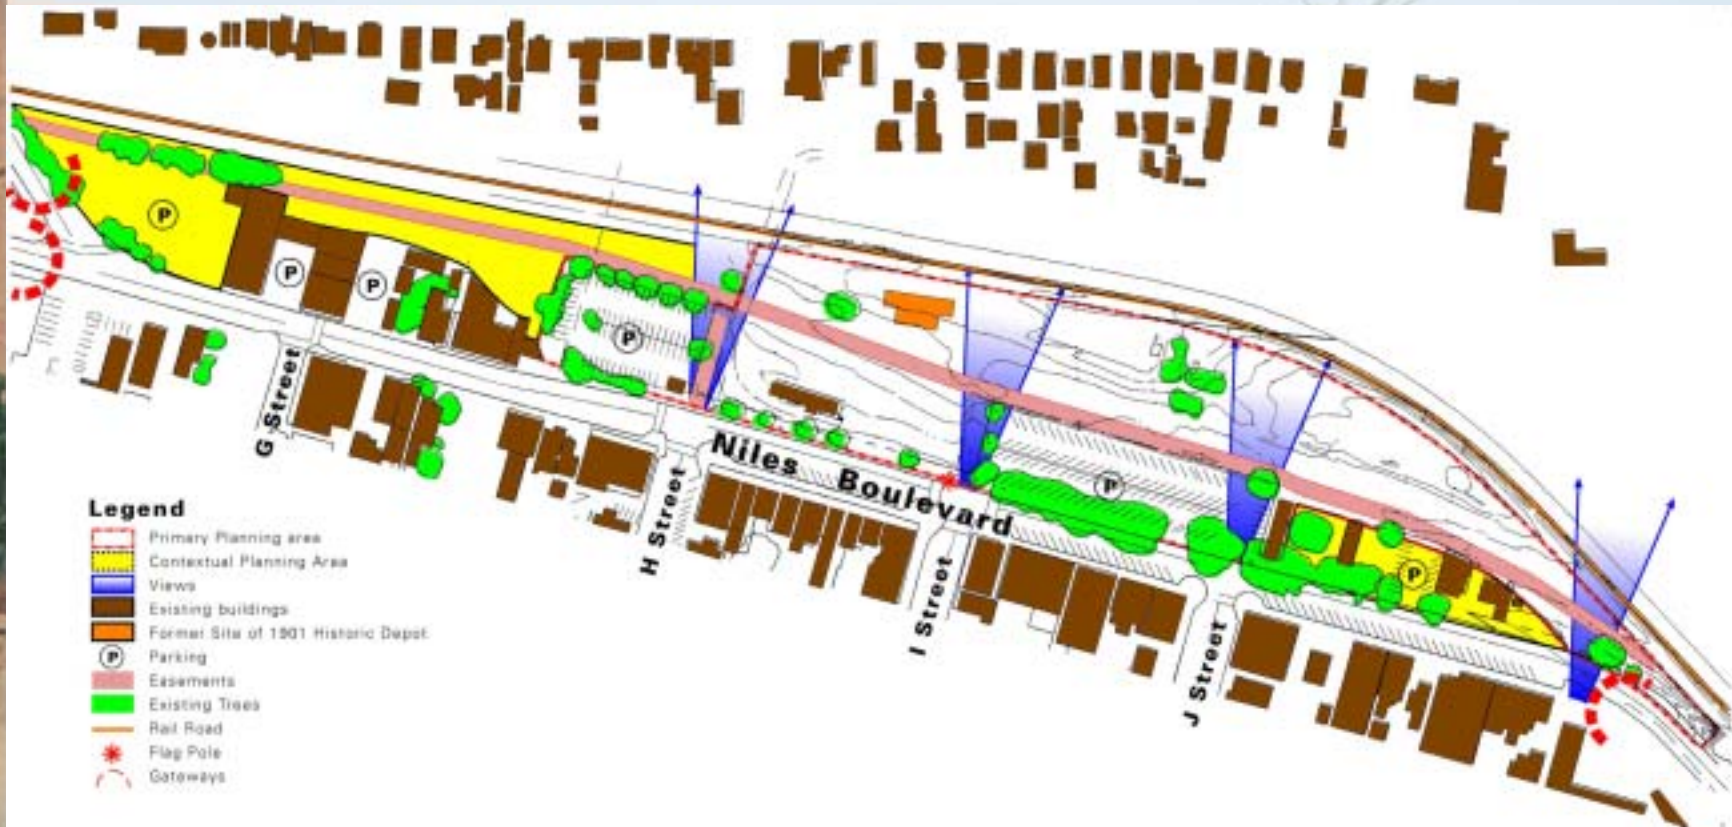 P
P
P
P
P
P
G Street
H Street
Niles Boulevard
I Street
J Street
Legend
Primary Planning area
Contextual Planning Area
Views
Existing buildings
Former Site of 1901 Historic Depot
P Parking
Easements
Existing Trees
Rail Road
Flag Pole
Gateways